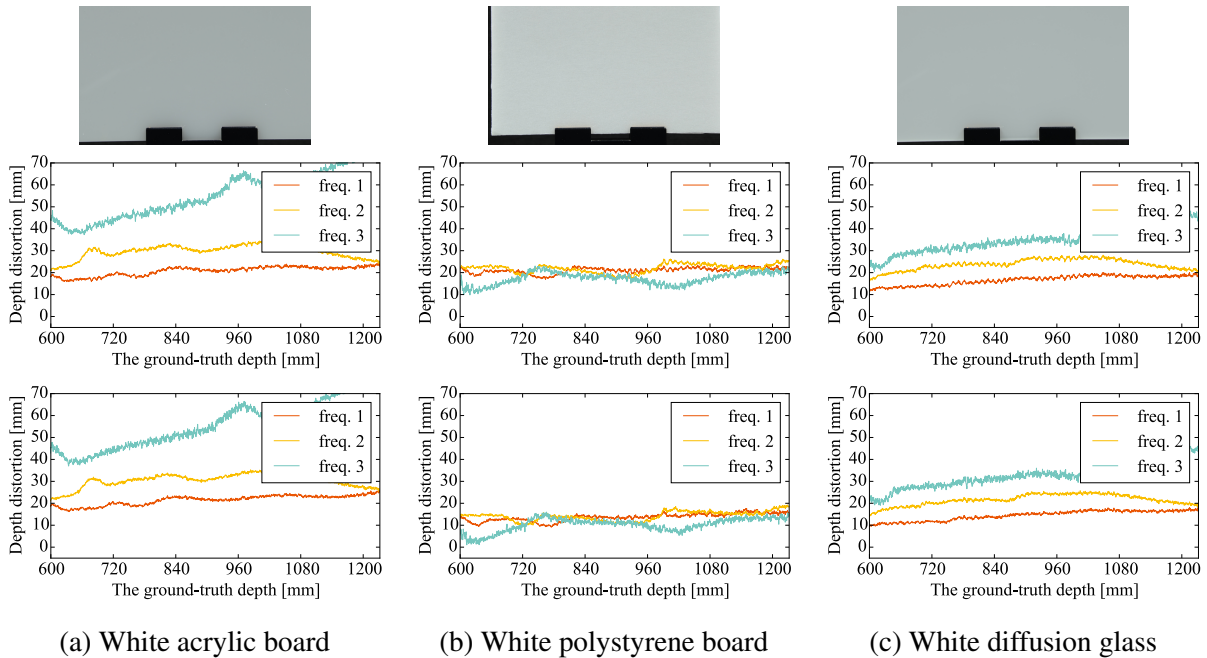 70
60
50
40
30
20
10
0
Depth distortion [mm]
freq. 1
freq. 2
freq. 3
600 720 840 960 1080 1200
The ground-truth depth [mm]
70
60
50
40
30
20
10
0
Depth distortion [mm]
freq. 1
freq. 2
freq. 3
600 720 840 960 1080 1200
The ground-truth depth [mm]
70
60
50
40
30
20
10
0
Depth distortion [mm]
freq. 1
freq. 2
freq. 3
600 720 840 960 1080 1200
The ground-truth depth [mm]
70
60
50
40
30
20
10
0
Depth distortion [mm]
freq. 1
freq. 2
freq. 3
600 720 840 960 1080 1200
The ground-truth depth [mm]
70
60
50
40
30
20
10
0
Depth distortion [mm]
freq. 1
freq. 2
freq. 3
600 720 840 960 1080 1200
The ground-truth depth [mm]
70
60
50
40
30
20
10
0
Depth distortion [mm]
freq. 1
freq. 2
freq. 3
600 720 840 960 1080 1200
The ground-truth depth [mm]
(a) White acrylic board
(b) White polystyrene board
(c) White diffusion glass